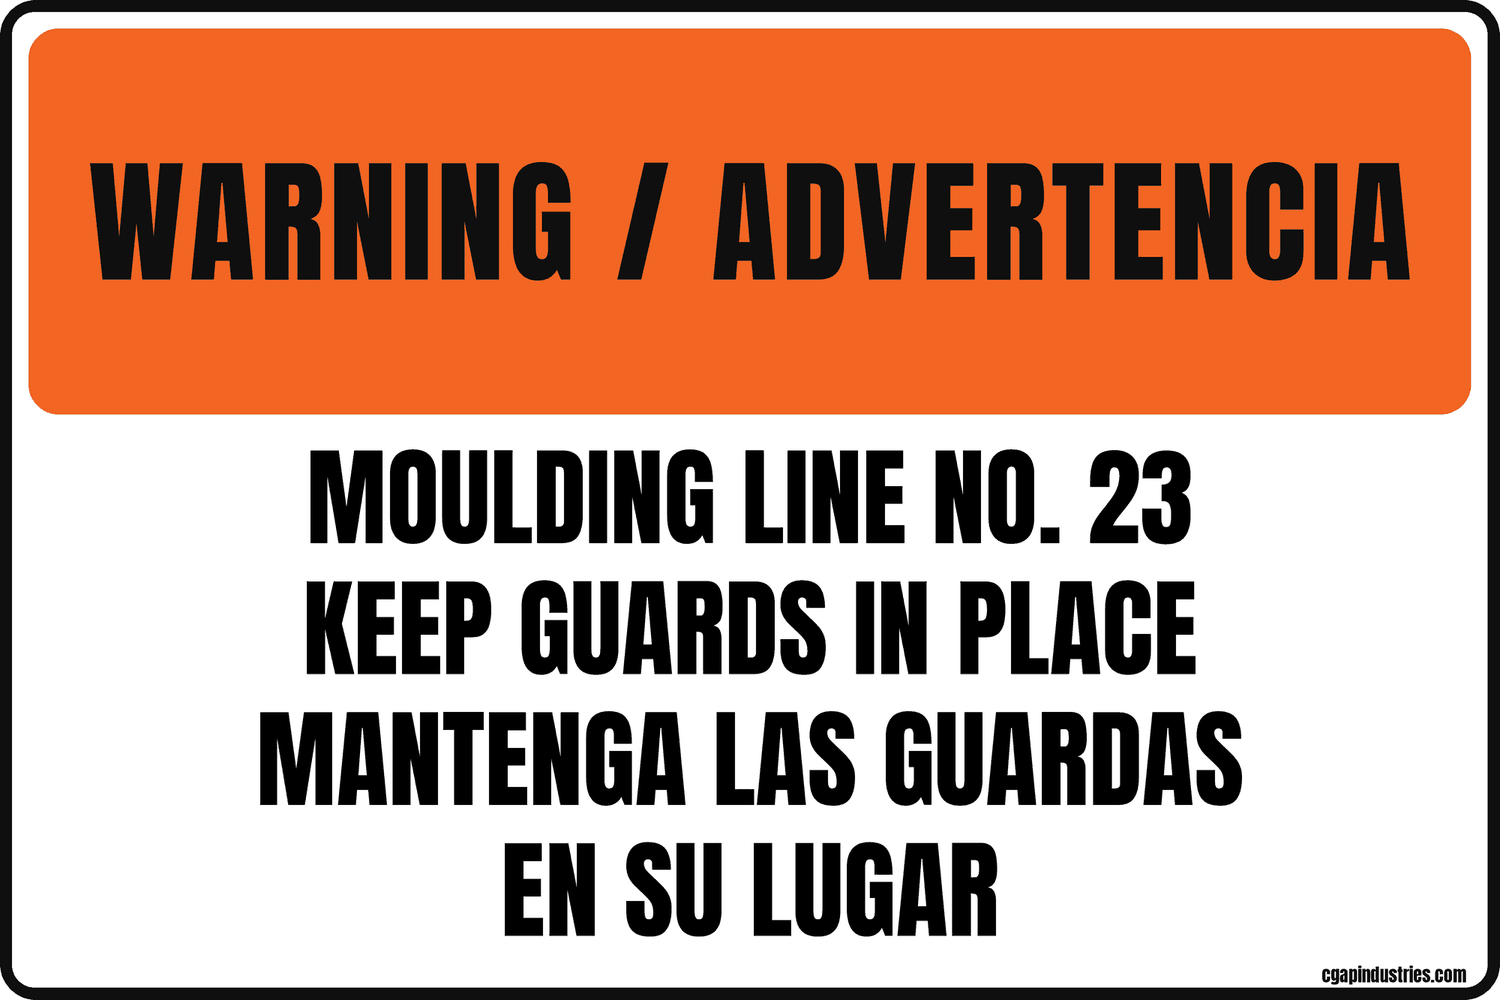 WARNING / ADVERTENCIA
MOULDING LINE NO. 23
KEEP GUARDS IN PLACE
MANTENGA LAS GUARDAS
EN SU LUGAR
cgapindustries.com